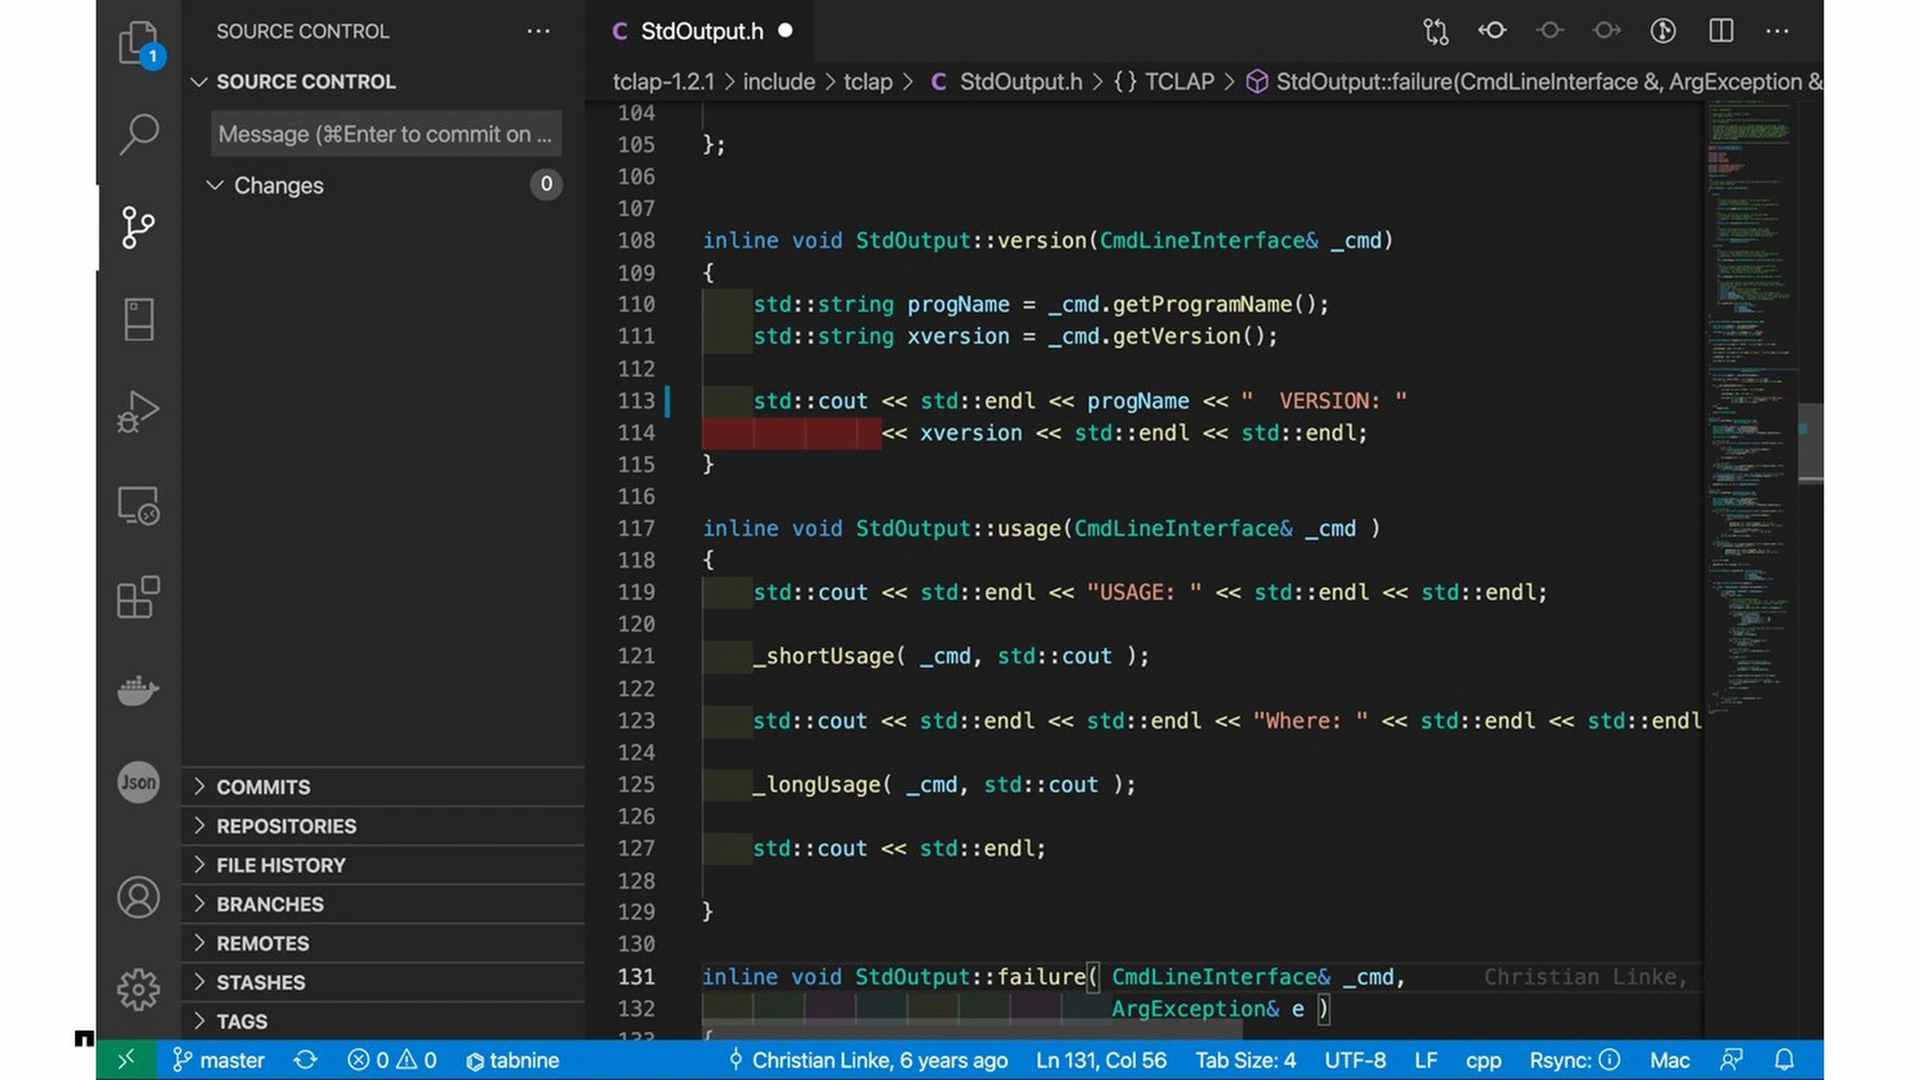 1
SOURCE CONTROL
SOURCE CONTROL
Message (⌘Enter to commit on ...
Changes 0
Json
COMMITS
REPOSITORIES
FILE HISTORY
BRANCHES
REMOTES
STASHES
TAGS
C StdOutput.h
tclap-1.2.1 > include > tclap > C StdOutput.h > {} TCLAP > StdOutput::failure(CmdLineInterface &, ArgException &
104
105 };
106
107
108 inline void StdOutput::version(CmdLineInterface& _cmd)
109 {
110 std::string progName = _cmd.getProgramName();
111 std::string xversion = _cmd.getVersion();
112
113 std::cout << std::endl << progName << "  VERSION: "
114 << xversion << std::endl << std::endl;
115 }
116
117 inline void StdOutput::usage(CmdLineInterface& _cmd )
118 {
119 std::cout << std::endl << "USAGE: " << std::endl << std::endl;
120
121 _shortUsage( _cmd, std::cout );
122
123 std::cout << std::endl << "Where: " << std::endl << std::endl
124
125 _longUsage( _cmd, std::cout );
126
127 std::cout << std::endl;
128
129 }
130
131 inline void StdOutput::failure( CmdLineInterface& _cmd, Christian Linke,
132 ArgException& e )
133 {
master 0 0 tabnine Christian Linke, 6 years ago Ln 131, Col 56 Tab Size: 4 UTF-8 LF cpp Rsync: Mac